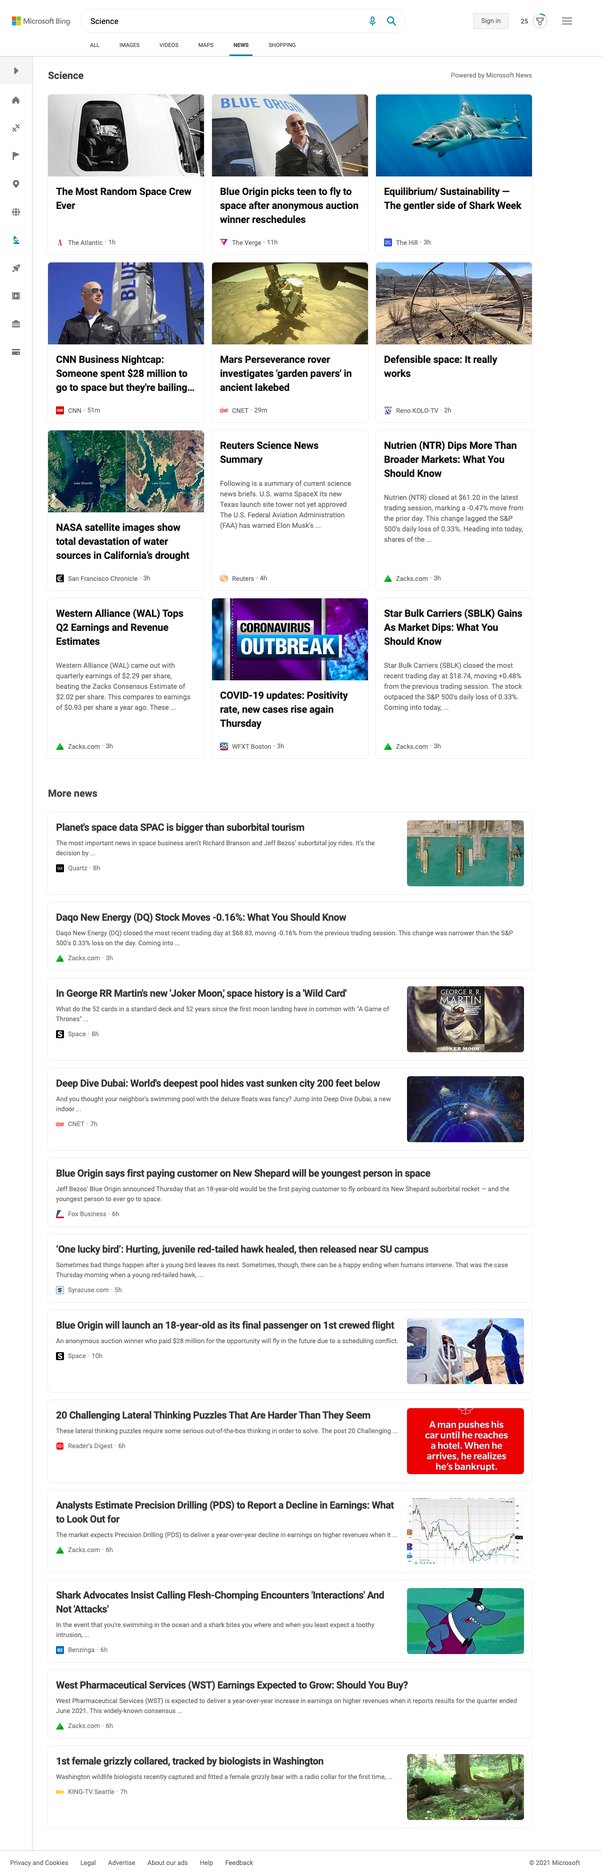 Microsoft Bing
Science
Sign in
25
ALL IMAGES VIDEOS MAPS NEWS SHOPPING
Science
Powered by Microsoft News
The Most Random Space Crew
Ever
The Atlantic · 1h
BLUE ORIGIN
Blue Origin picks teen to fly to
space after anonymous auction
winner reschedules
The Verge · 11h
Equilibrium/ Sustainability —
The gentler side of Shark Week
The Hill · 3h
BLUE
CNN Business Nightcap:
Someone spent $28 million to
go to space but they're bailing...
CNN · 51m
Mars Perseverance rover
investigates 'garden pavers' in
ancient lakebed
CNET · 29m
Defensible space: It really
works
Reno KOLO-TV · 2h
Lake Oroville
Lake Oroville
NASA satellite images show
total devastation of water
sources in California's drought
San Francisco Chronicle · 3h
Reuters Science News
Summary
Following is a summary of current science
news briefs. U.S. warns SpaceX its new
Texas launch site tower not yet approved
The U.S. Federal Aviation Administration
(FAA) has warned Elon Musk's ...
Reuters · 4h
Nutrien (NTR) Dips More Than
Broader Markets: What You
Should Know
Nutrien (NTR) closed at $61.20 in the latest
trading session, marking a -0.47% move from
the prior day. This change lagged the S&P
500's daily loss of 0.33%. Heading into today,
shares of the ...
Zacks.com · 3h
Western Alliance (WAL) Tops
Q2 Earnings and Revenue
Estimates
Western Alliance (WAL) came out with
quarterly earnings of $2.29 per share,
beating the Zacks Consensus Estimate of
$2.02 per share. This compares to earnings
of $0.93 per share a year ago. These ...
Zacks.com · 3h
CORONAVIRUS
OUTBREAK
COVID-19 updates: Positivity
rate, new cases rise again
Thursday
WFXT Boston · 3h
Star Bulk Carriers (SBLK) Gains
As Market Dips: What You
Should Know
Star Bulk Carriers (SBLK) closed the most
recent trading day at $18.74, moving +0.48%
from the previous trading session. The stock
outpaced the S&P 500's daily loss of 0.33%.
Coming into today, ...
Zacks.com · 3h
More news
Planet's space data SPAC is bigger than suborbital tourism
The most important news in space business aren't Richard Branson and Jeff Bezos' suborbital joy rides. It's the
decision by ...
Quartz · 8h
Daqo New Energy (DQ) Stock Moves -0.16%: What You Should Know
Daqo New Energy (DQ) closed the most recent trading day at $68.83, moving -0.16% from the previous trading session. This change was narrower than the S&P
500's 0.33% loss on the day. Coming into ...
Zacks.com · 3h
In George RR Martin's new 'Joker Moon,' space history is a 'Wild Card'
What do the 52 cards in a standard deck and 52 years since the first moon landing have in common with "A Game of
Thrones" ...
Space · 8h
GEORGE R. R.
MARTIN
JOKER MOON
Deep Dive Dubai: World's deepest pool hides vast sunken city 200 feet below
And you thought your neighbor's swimming pool with the deluxe floats was fancy? Jump into Deep Dive Dubai, a new
indoor ...
CNET · 7h
Blue Origin says first paying customer on New Shepard will be youngest person in space
Jeff Bezos' Blue Origin announced Thursday that an 18-year-old would be the first paying customer to fly onboard its New Shepard suborbital rocket — and the
youngest person to ever go to space.
Fox Business · 6h
'One lucky bird': Hurting, juvenile red-tailed hawk healed, then released near SU campus
Sometimes bad things happen after a young bird leaves its nest. Sometimes, though, there can be a happy ending when humans intervene. That was the case
Thursday morning when a young red-tailed hawk, ...
Syracuse.com · 5h
Blue Origin will launch an 18-year-old as its final passenger on 1st crewed flight
An anonymous auction winner who paid $28 million for the opportunity will fly in the future due to a scheduling conflict.
Space · 10h
20 Challenging Lateral Thinking Puzzles That Are Harder Than They Seem
These lateral thinking puzzles require some serious out-of-the-box thinking in order to solve. The post 20 Challenging ...
Reader's Digest · 6h
A man pushes his
car until he reaches
a hotel. When he
arrives, he realizes
he's bankrupt.
Analysts Estimate Precision Drilling (PDS) to Report a Decline in Earnings: What
to Look Out for
The market expects Precision Drilling (PDS) to deliver a year-over-year decline in earnings on higher revenues when it ...
Zacks.com · 6h
Shark Advocates Insist Calling Flesh-Chomping Encounters 'Interactions' And
Not 'Attacks'
In the event that you're swimming in the ocean and a shark bites you where and when you least expect a toothy
intrusion, ...
Benzinga · 6h
West Pharmaceutical Services (WST) Earnings Expected to Grow: Should You Buy?
West Pharmaceutical Services (WST) is expected to deliver a year-over-year increase in earnings on higher revenues when it reports results for the quarter ended
June 2021. This widely-known consensus ...
Zacks.com · 6h
1st female grizzly collared, tracked by biologists in Washington
Washington wildlife biologists recently captured and fitted a female grizzly bear with a radio collar for the first time, ...
KING-TV Seattle · 7h
Privacy and Cookies Legal Advertise About our ads Help Feedback
© 2021 Microsoft